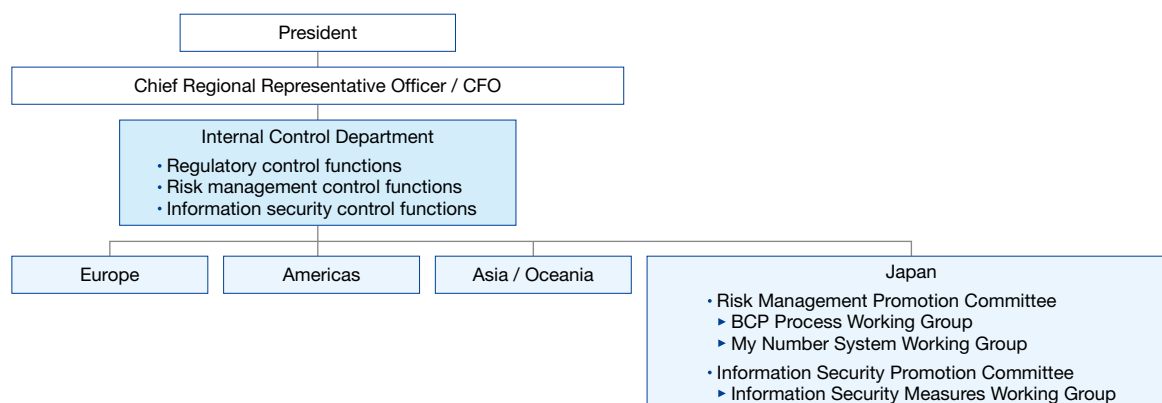 President
Chief Regional Representative Officer / CFO
Internal Control Department
• Regulatory control functions
• Risk management control functions
• Information security control functions
Europe
Americas
Asia / Oceania
Japan
• Risk Management Promotion Committee
► BCP Process Working Group
► My Number System Working Group
• Information Security Promotion Committee
► Information Security Measures Working Group